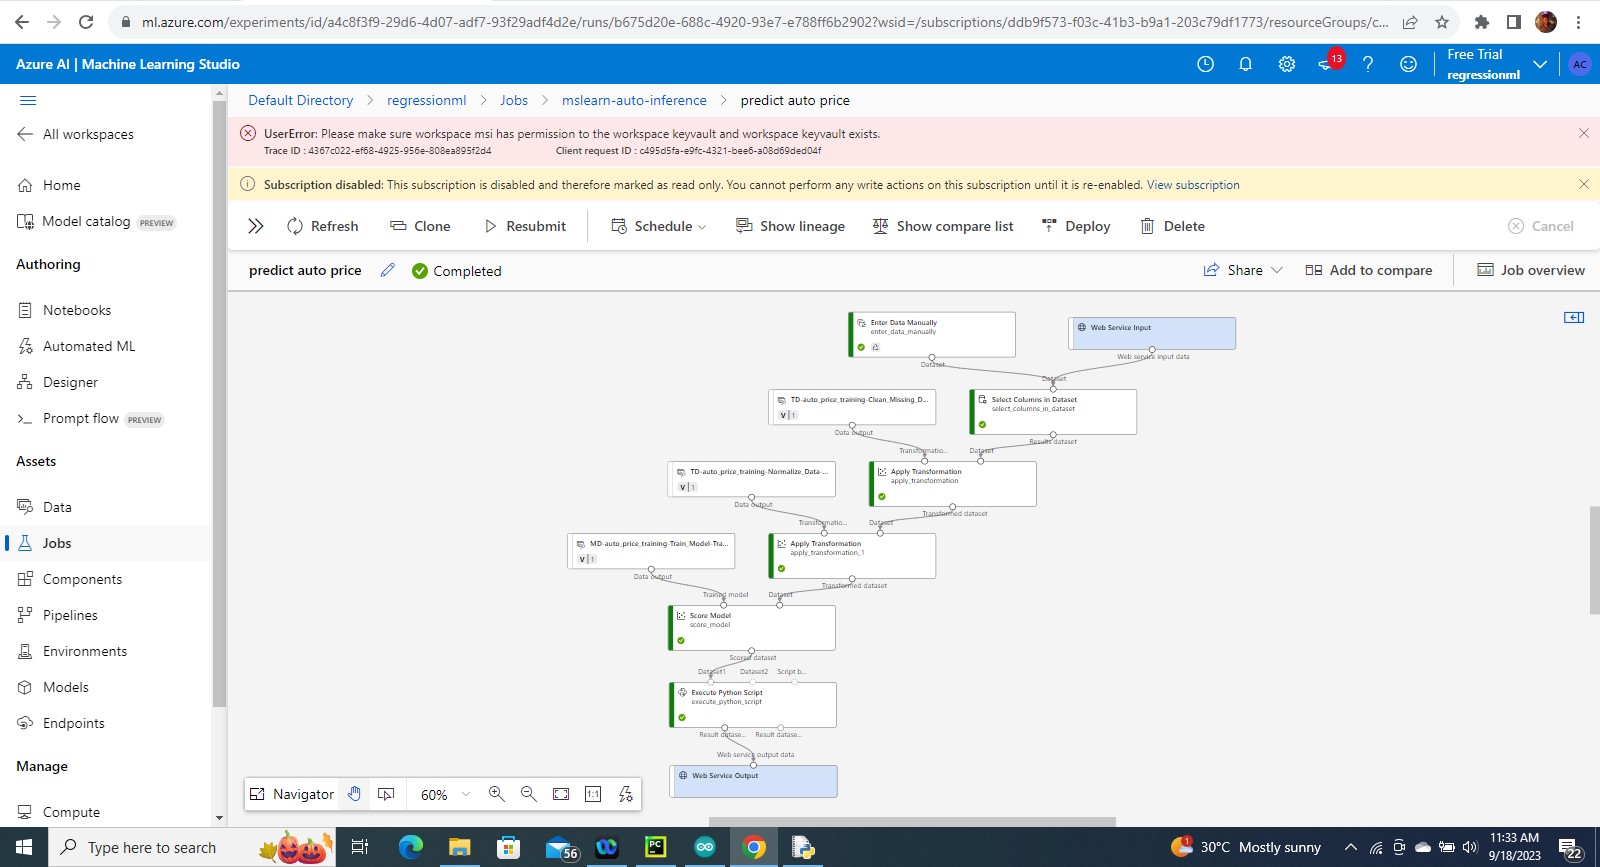 ml.azure.com/experiments/id/a4c8f3f9-29d6-4d07-adf7-93f29adf4d2e/runs/b675d20e-688c-4920-93e7-e788ff6b2902?wsid=/subscriptions/ddb9f573-f03c-41b3-b9a1-203c79df1773/resourceGroups/c...
Azure AI | Machine Learning Studio
13
Free Trial
regressionml
AC
All workspaces
Home
Model catalog PREVIEW
Authoring
Notebooks
Automated ML
Designer
Prompt flow PREVIEW
Assets
Data
Jobs
Components
Pipelines
Environments
Models
Endpoints
Manage
Compute
Default Directory > regressionml > Jobs > mslearn-auto-inference > predict auto price
UserError: Please make sure workspace msi has permission to the workspace keyvault and workspace keyvault exists.
Trace ID : 4367c022-ef68-4925-956e-808ea895f2d4 Client request ID : c495d5fa-e9fc-4321-bee6-a08d69ded04f
Subscription disabled: This subscription is disabled and therefore marked as read only. You cannot perform any write actions on this subscription until it is re-enabled. View subscription
Refresh Clone Resubmit Schedule Show lineage Show compare list Deploy Delete Cancel
predict auto price Completed Share Add to compare Job overview
Enter Data Manually
enter_data_manually
Web Service Input
Dataset
Web service input data
Dataset
TD-auto_price_training-Clean_Missing_D...
V | 1
Select Columns in Dataset
select_columns_in_dataset
Data output
Results dataset
Transformatio... Dataset
TD-auto_price_training-Normalize_Data-...
V | 1
Apply Transformation
apply_transformation
Data output
Transformed dataset
Transformatio... Dataset
MD-auto_price_training-Train_Model-Tra...
V | 1
Apply Transformation
apply_transformation_1
Data output
Transformed dataset
Trained model Dataset
Score Model
score_model
Scored dataset
Dataset1 Dataset2 Script b...
Execute Python Script
execute_python_script
Result datase... Result datase...
Web service output data
Web Service Output
Navigator 60% 1:1
Type here to search
56
PC
1
30°C Mostly sunny
11:33 AM
9/18/2023
22